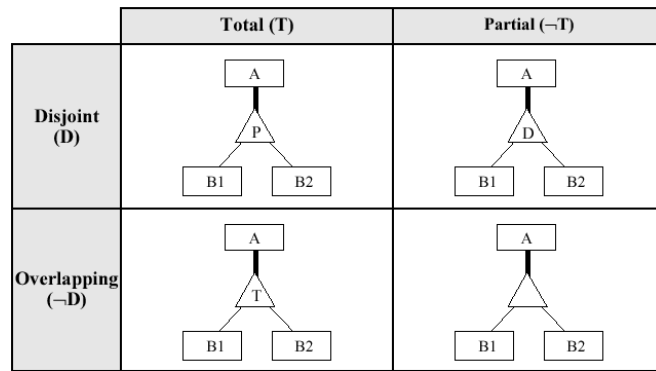 Total (T)
Partial (¬T)
Disjoint
(D)
A
P
B1 B2
A
D
B1 B2
Overlapping
(¬D)
A
T
B1 B2
A
B1 B2